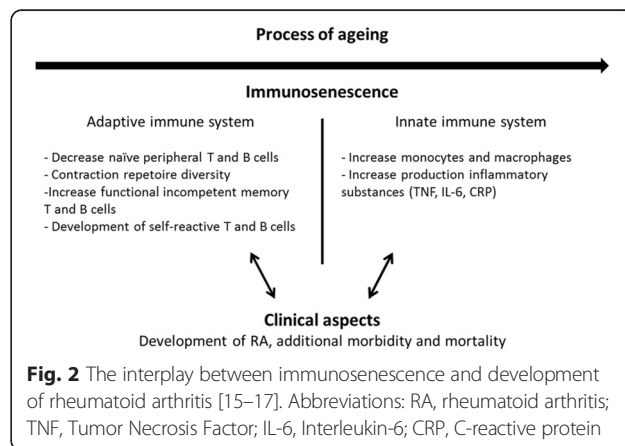 Process of ageing
Immunosenescence
Adaptive immune system
- Decrease naïve peripheral T and B cells
- Contraction repetoire diversity
-Increase functional incompetent memory
T and B cells
- Development of self-reactive T and B cells
Innate immune system
- Increase monocytes and macrophages
- Increase production inflammatory
substances (TNF, IL-6, CRP)
Clinical aspects
Development of RA, additional morbidity and mortality
Fig. 2 The interplay between immunosenescence and development
of rheumatoid arthritis [15–17]. Abbreviations: RA, rheumatoid arthritis;
TNF, Tumor Necrosis Factor; IL-6, Interleukin-6; CRP, C-reactive protein